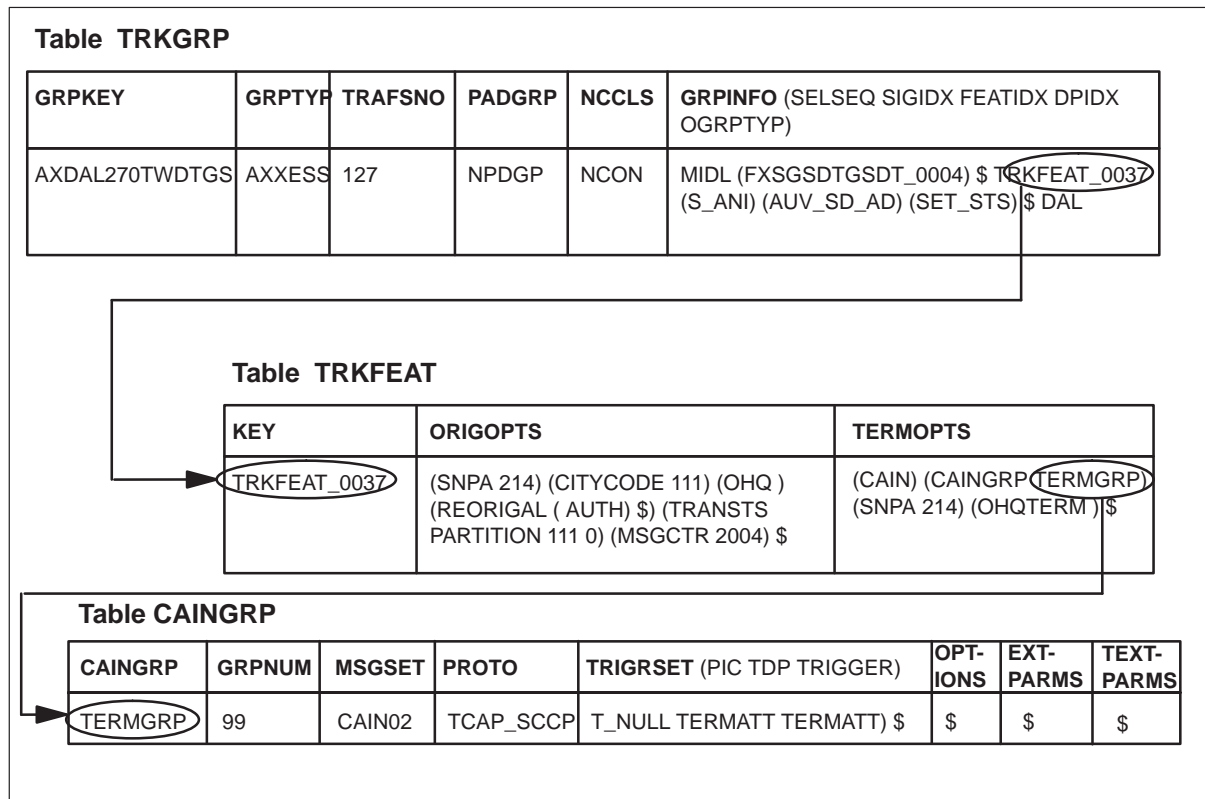 Table TRKGRP
GRPKEY GRPTYP TRAFSNO PADGRP NCCLS GRPINFO (SELSEQ SIGIDX FEATIDX DPIDX
OGRPTYP)
AXDAL270TWDTGS AXXESS 127 NPDGP NCON MIDL (FXSGSDTGSDT_0004) $ TRKFEAT_0037
(S_ANI) (AUV_SD_AD) (SET_STS) $ DAL
Table TRKFEAT
KEY ORIGOPTS TERMOPTS
TRKFEAT_0037 (SNPA 214) (CITYCODE 111) (OHQ ) (CAIN) (CAINGRP TERMGRP)
(REORIGAL ( AUTH) $) (TRANSTS (SNPA 214) (OHQTERM ) $
PARTITION 111 0) (MSGCTR 2004) $
Table CAINGRP
CAINGRP GRPNUM MSGSET PROTO TRIGRSET (PIC TDP TRIGGER) OPT- EXT- TEXT-
IONS PARMS PARMS
TERMGRP 99 CAIN02 TCAP_SCCP T_NULL TERMATT TERMATT) $ $ $ $